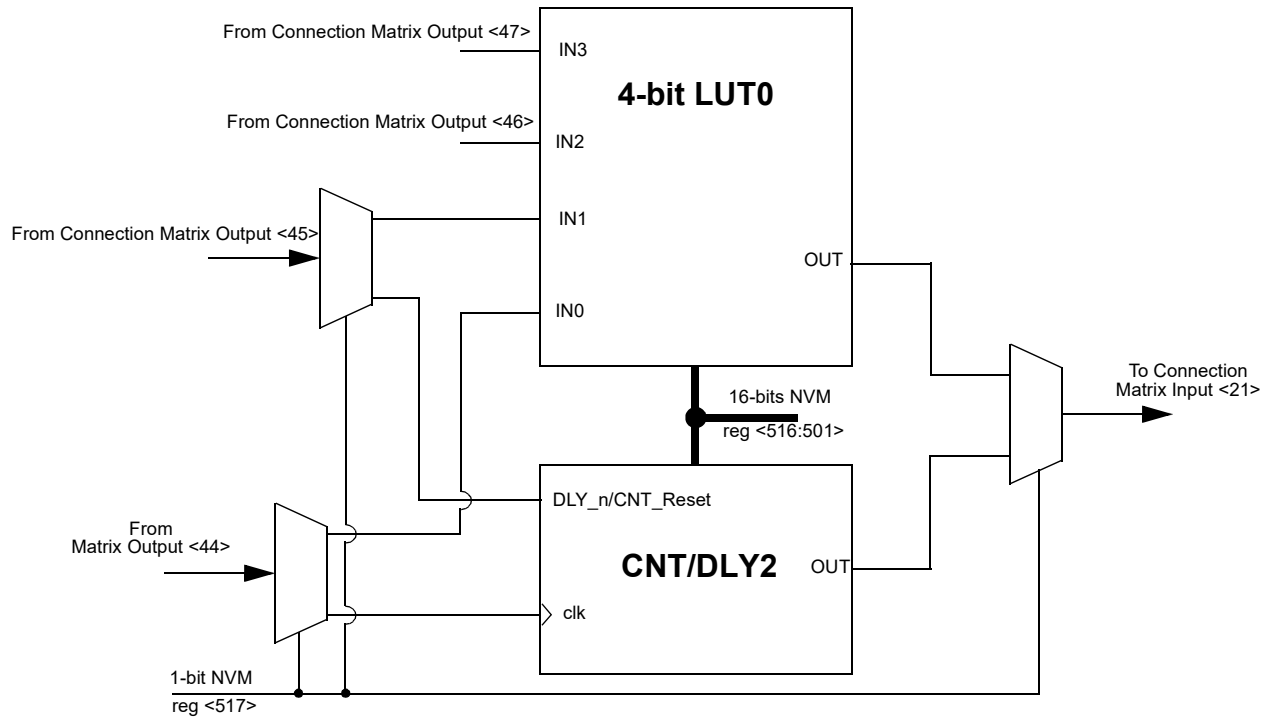 From Connection Matrix Output <47>
IN3
4-bit LUT0
From Connection Matrix Output <46>
IN2
IN1
From Connection Matrix Output <45>
OUT
IN0
To Connection
Matrix Input <21>
16-bits NVM
reg <516:501>
DLY_n/CNT_Reset
From
Matrix Output <44>
CNT/DLY2
OUT
clk
1-bit NVM
reg <517>